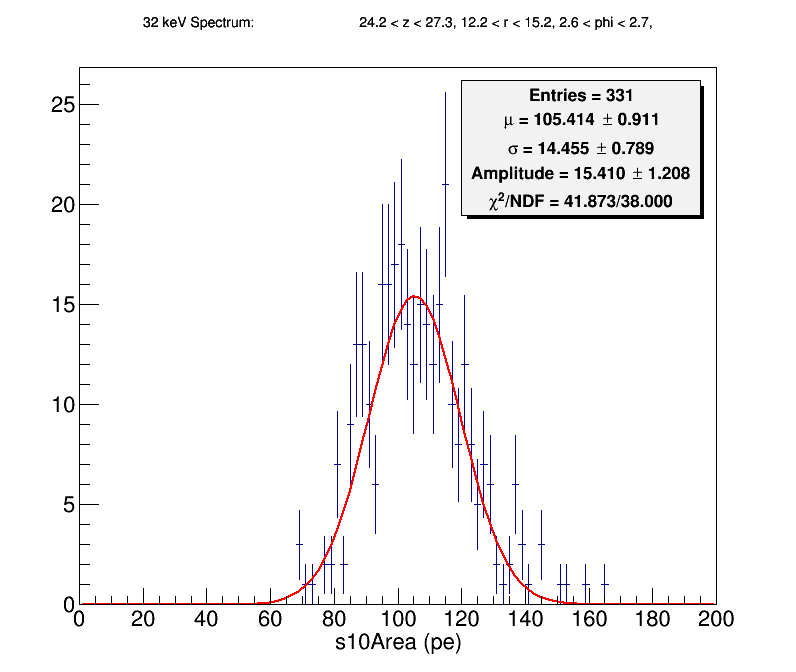 32 keV Spectrum: 24.2 < z < 27.3, 12.2 < r < 15.2, 2.6 < phi < 2.7,
Entries = 331
μ = 105.414 ± 0.911
σ = 14.455 ± 0.789
Amplitude = 15.410 ± 1.208
χ²/NDF = 41.873/38.000
25
20
15
10
5
0
0 20 40 60 80 100 120 140 160 180 200
s10Area (pe)